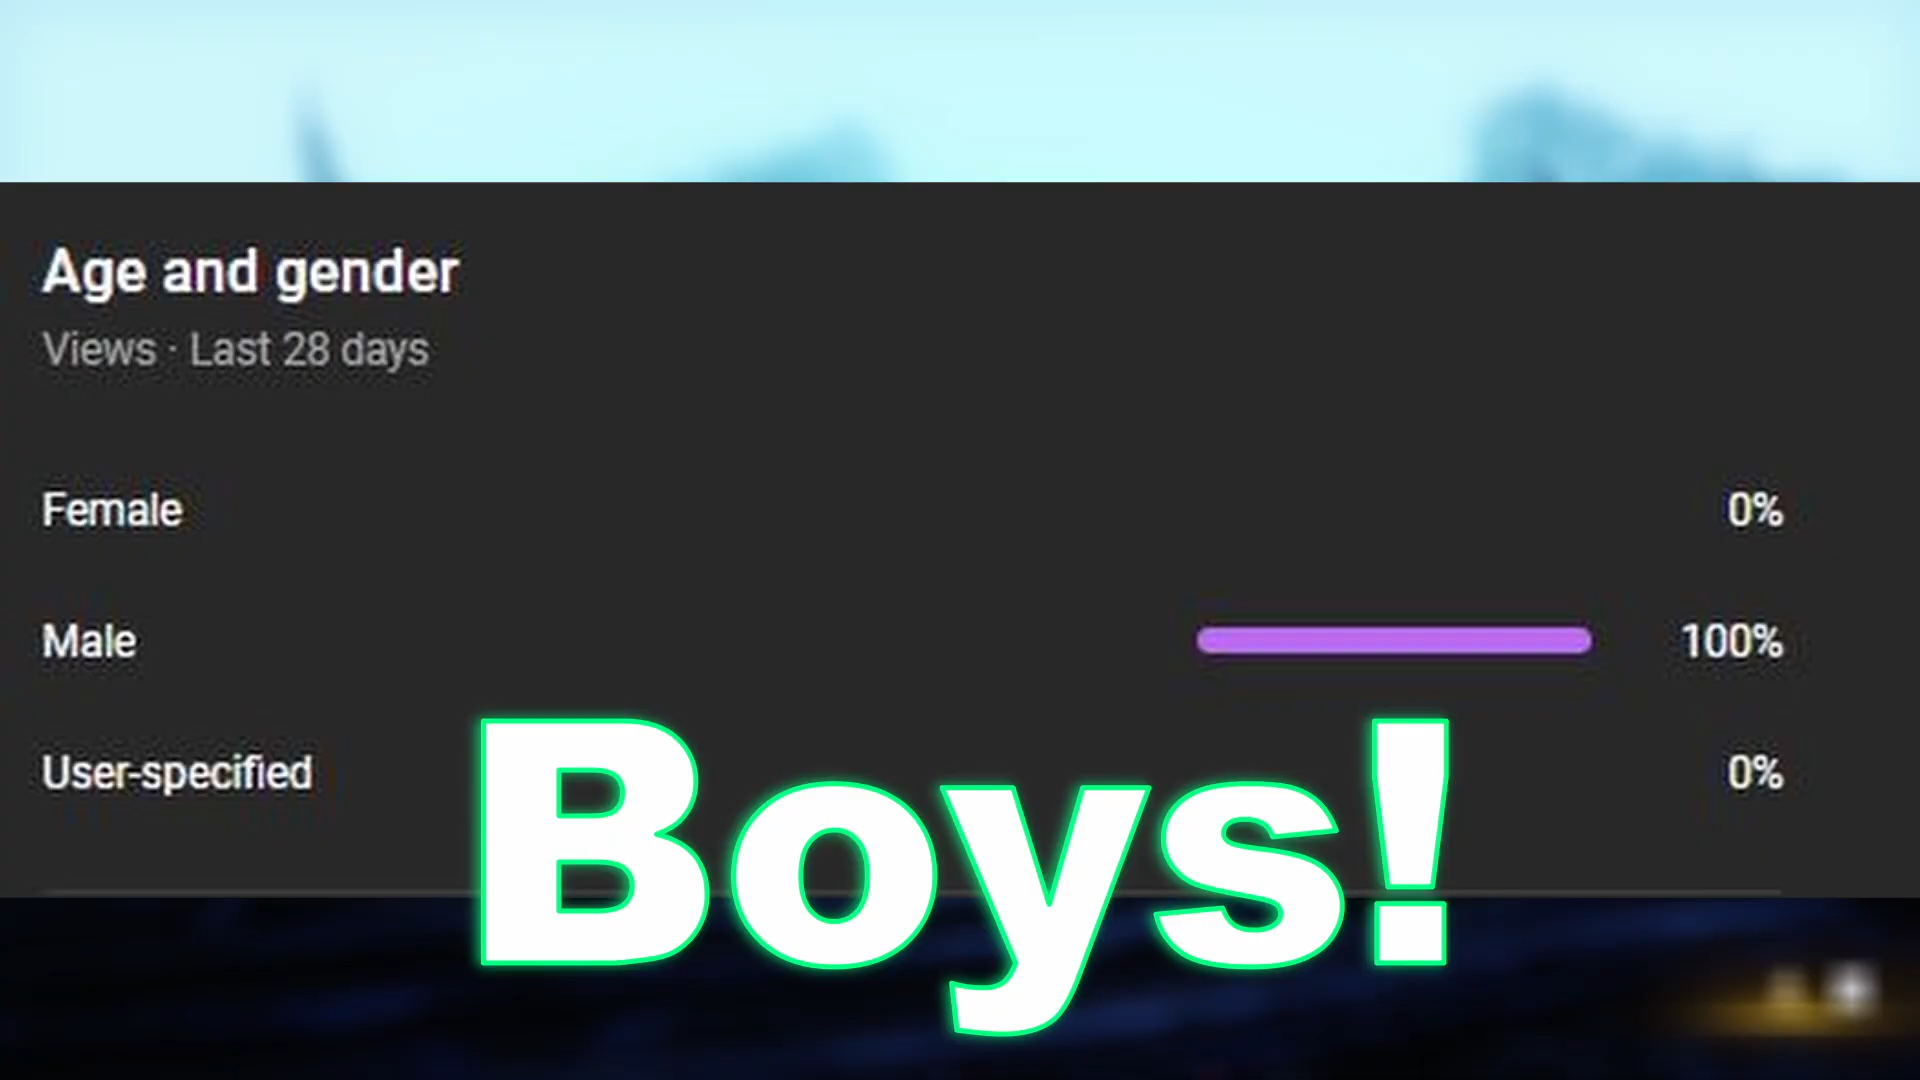 Age and gender
Views · Last 28 days
Female 0%
Male 100%
User-specified 0%
Boys!